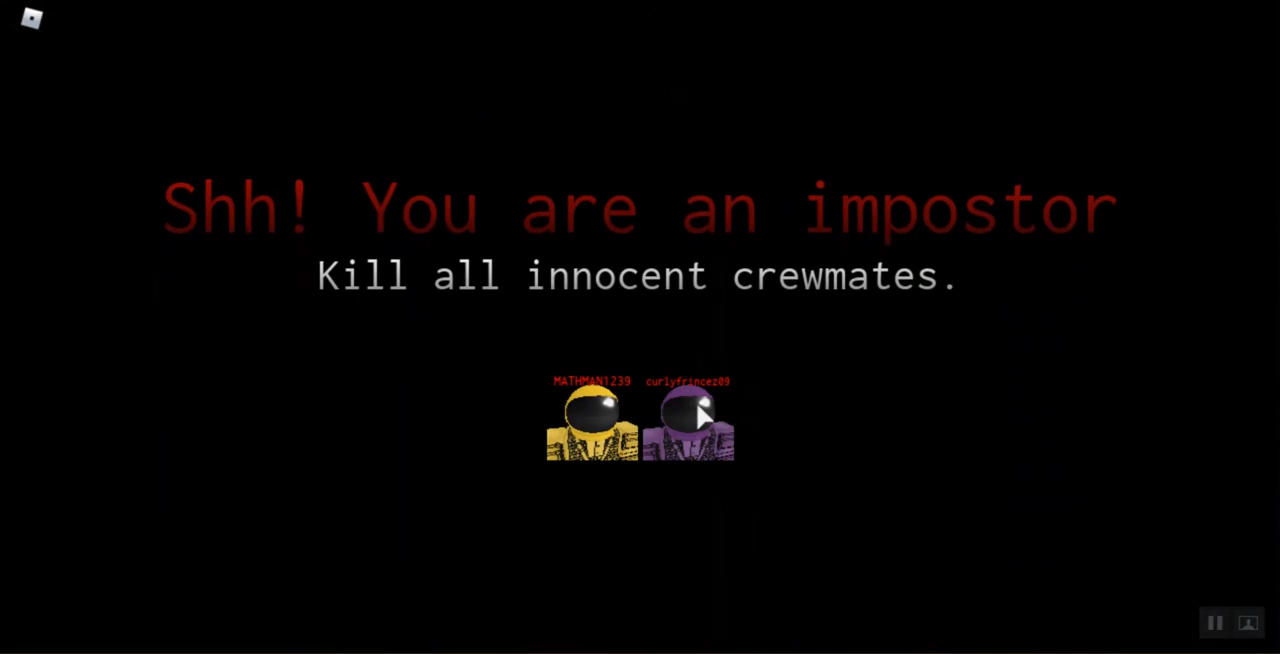 Shh! You are an impostor
Kill all innocent crewmates.
MATHMAN1239 curlyfrincez09